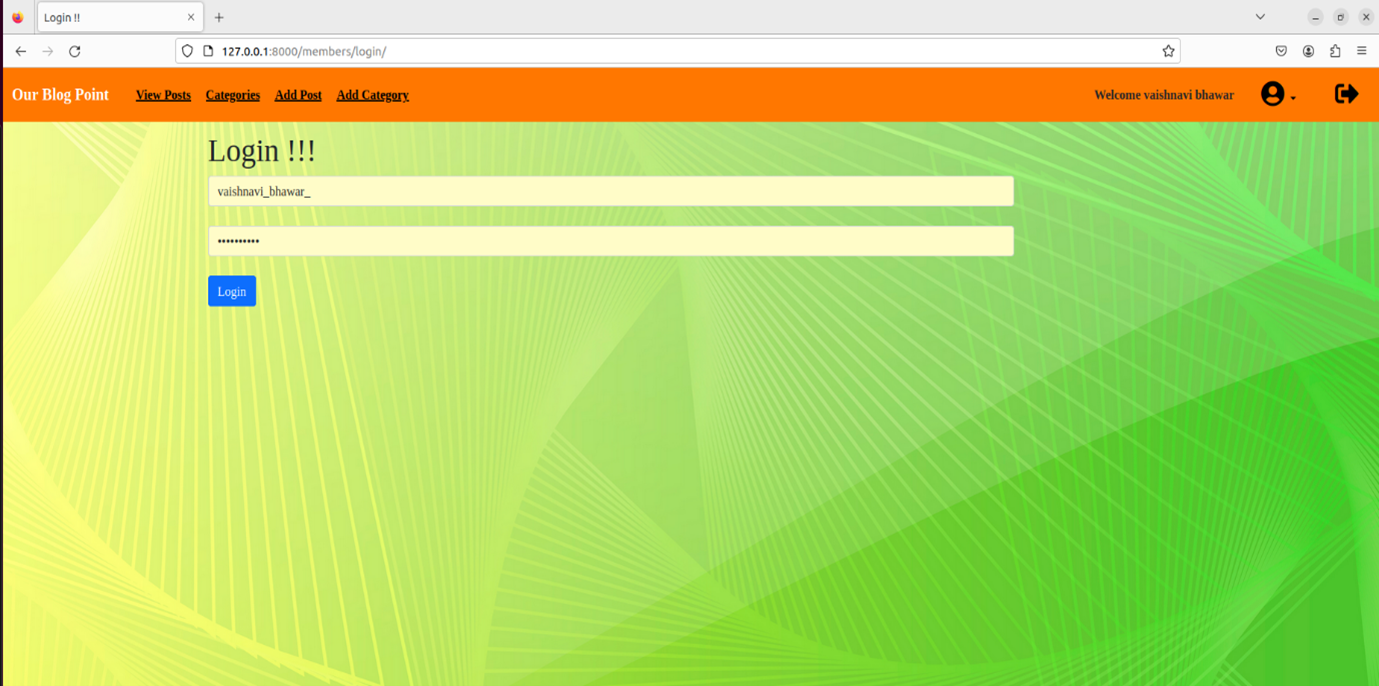 Login !!
127.0.0.1:8000/members/login/
Our Blog Point View Posts Categories Add Post Add Category Welcome vaishnavi bhawar
Login !!!
vaishnavi_bhawar_
••••••••••
Login